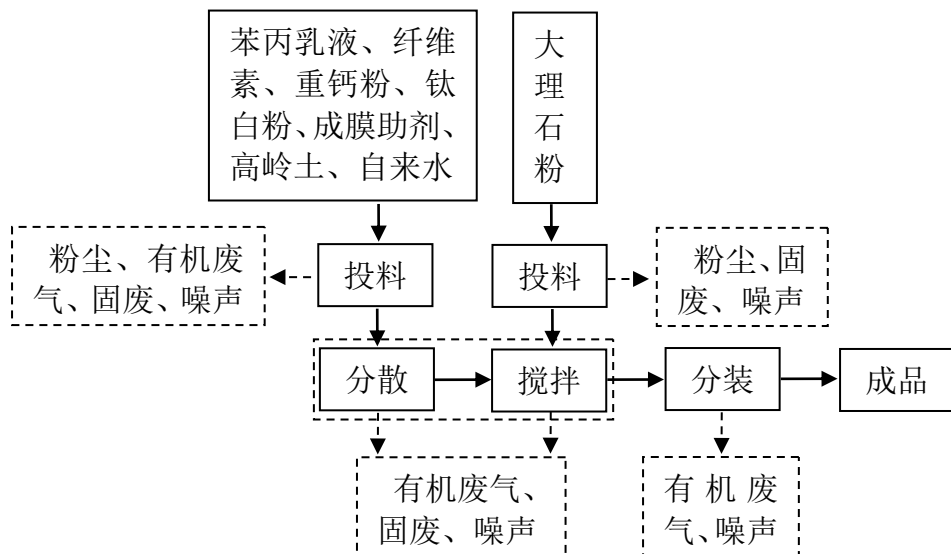 苯丙乳液、纤维
素、重钙粉、钛
白粉、成膜助剂、
高岭土、自来水
大
理
石
粉
粉尘、有机废
气、固废、噪声
投料
投料
粉尘、固
废、噪声
分散
搅拌
分装
成品
有机废气、
固废、噪声
有机废
气、噪声